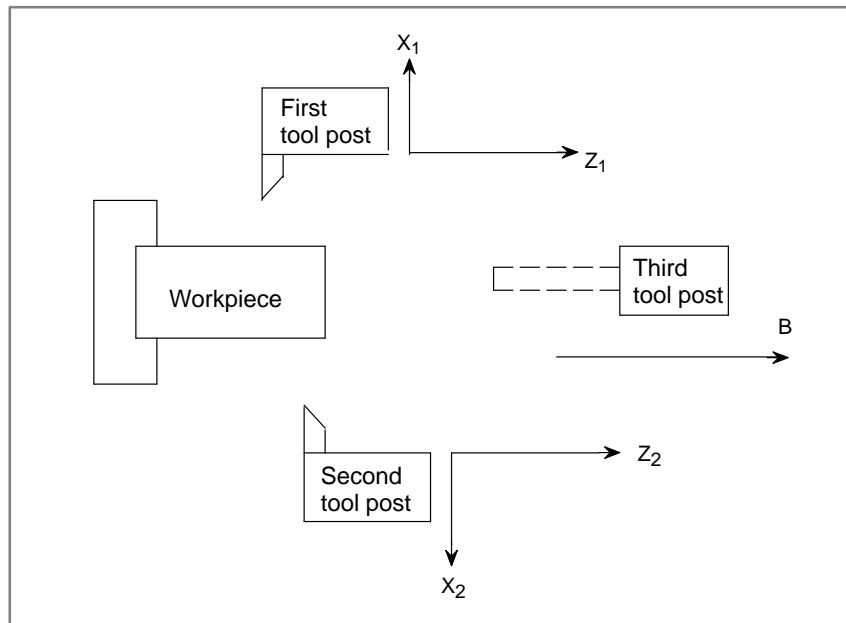 X1
First
tool post
Z1
Workpiece
Third
tool post
B
Second
tool post
Z2
X2